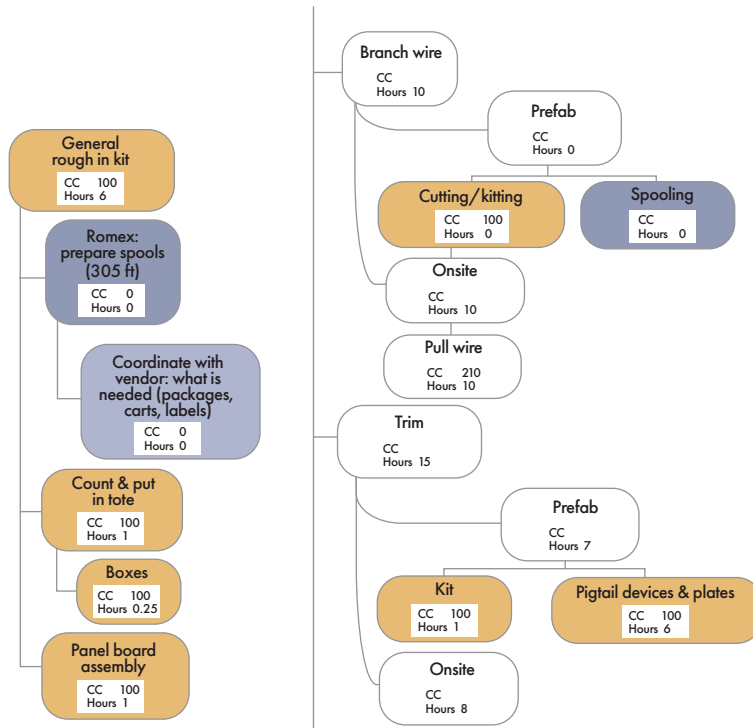 General
rough in kit
CC 100
Hours 6
Romex:
prepare spools
(305 ft)
CC 0
Hours 0
Coordinate with
vendor: what is
needed (packages,
carts, labels)
CC 0
Hours 0
Count & put
in tote
CC 100
Hours 1
Boxes
CC 100
Hours 0.25
Panel board
assembly
CC 100
Hours 1
Branch wire
CC
Hours 10
Prefab
CC
Hours 0
Cutting/kitting
CC 100
Hours 0
Spooling
CC
Hours 0
Onsite
CC
Hours 10
Pull wire
CC 210
Hours 10
Trim
CC
Hours 15
Prefab
CC
Hours 7
Kit
CC 100
Hours 1
Pigtail devices & plates
CC 100
Hours 6
Onsite
CC
Hours 8